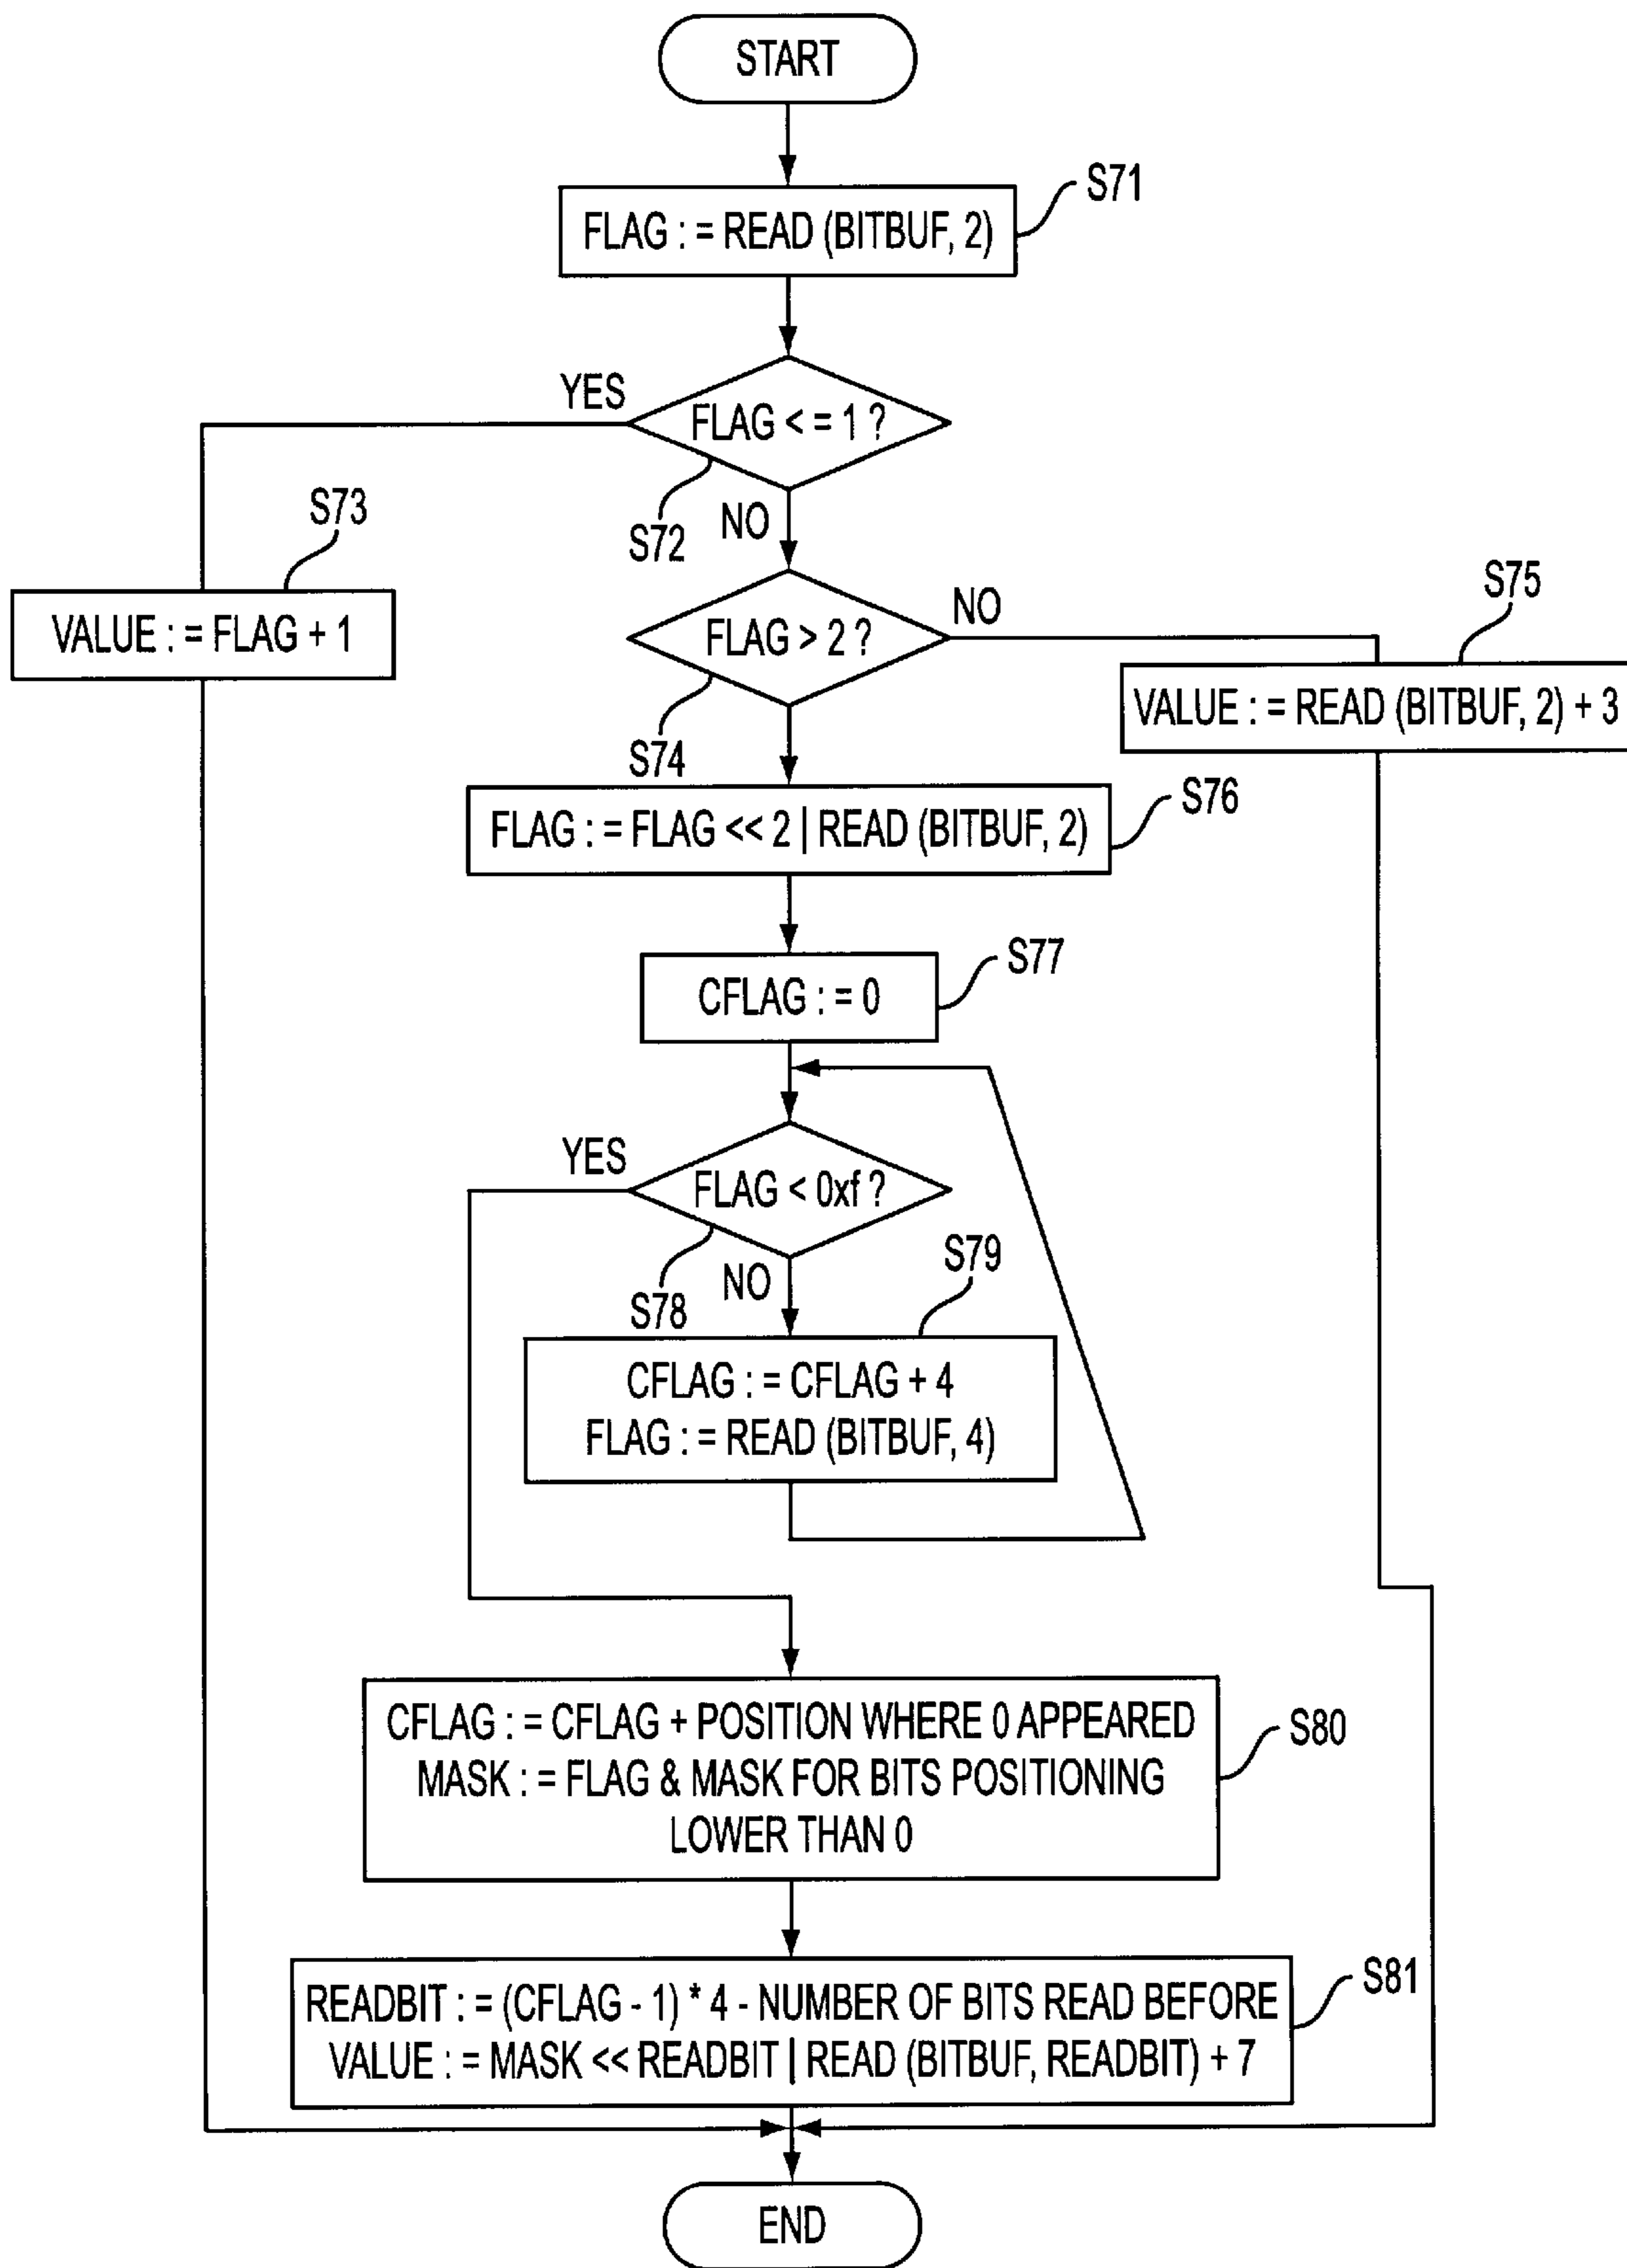 START
S71
FLAG : = READ (BITBUF, 2)
YES
FLAG < = 1 ?
S72
NO
S73
VALUE : = FLAG + 1
FLAG > 2 ?
NO
S74
S75
VALUE : = READ (BITBUF, 2) + 3
S76
FLAG : = FLAG << 2 | READ (BITBUF, 2)
S77
CFLAG : = 0
YES
FLAG < 0xf ?
S78
NO
S79
CFLAG : = CFLAG + 4
FLAG : = READ (BITBUF, 4)
CFLAG : = CFLAG + POSITION WHERE 0 APPEARED
MASK : = FLAG & MASK FOR BITS POSITIONING
LOWER THAN 0
S80
READBIT : = (CFLAG - 1) * 4 - NUMBER OF BITS READ BEFORE
VALUE : = MASK << READBIT | READ (BITBUF, READBIT) + 7
S81
END